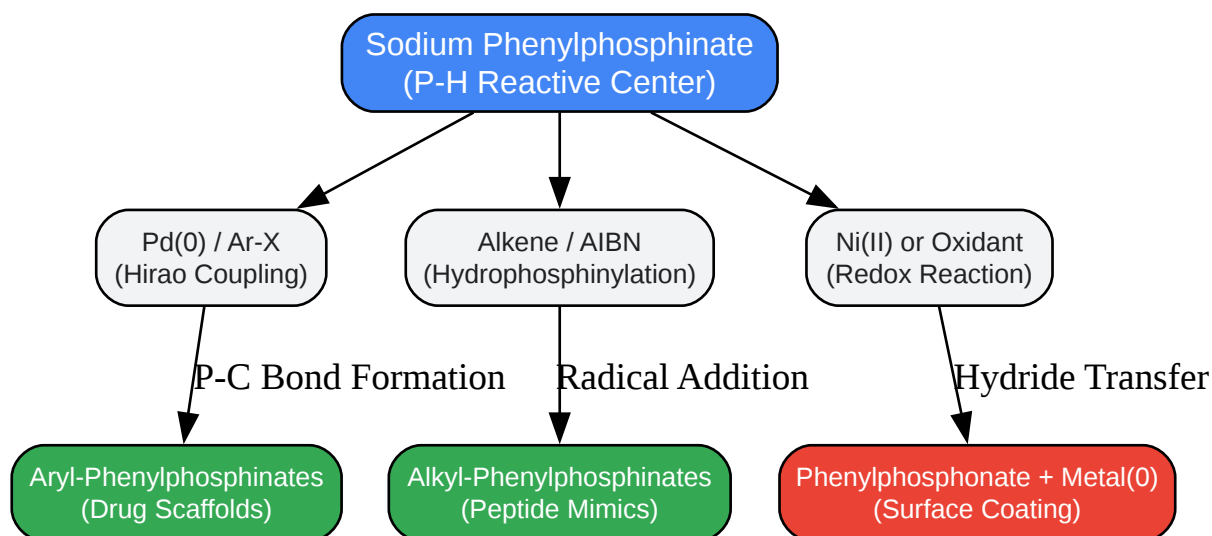 Sodium Phenylphosphinate
(P-H Reactive Center)
Pd(0) / Ar-X
(Hirao Coupling)
Alkene / AIBN
(Hydrophosphinylation)
Ni(II) or Oxidant
(Redox Reaction)
P-C Bond Formation
Radical Addition
Hydride Transfer
Aryl-Phenylphosphinates
(Drug Scaffolds)
Alkyl-Phenylphosphinates
(Peptide Mimics)
Phenylphosphonate + Metal(0)
(Surface Coating)